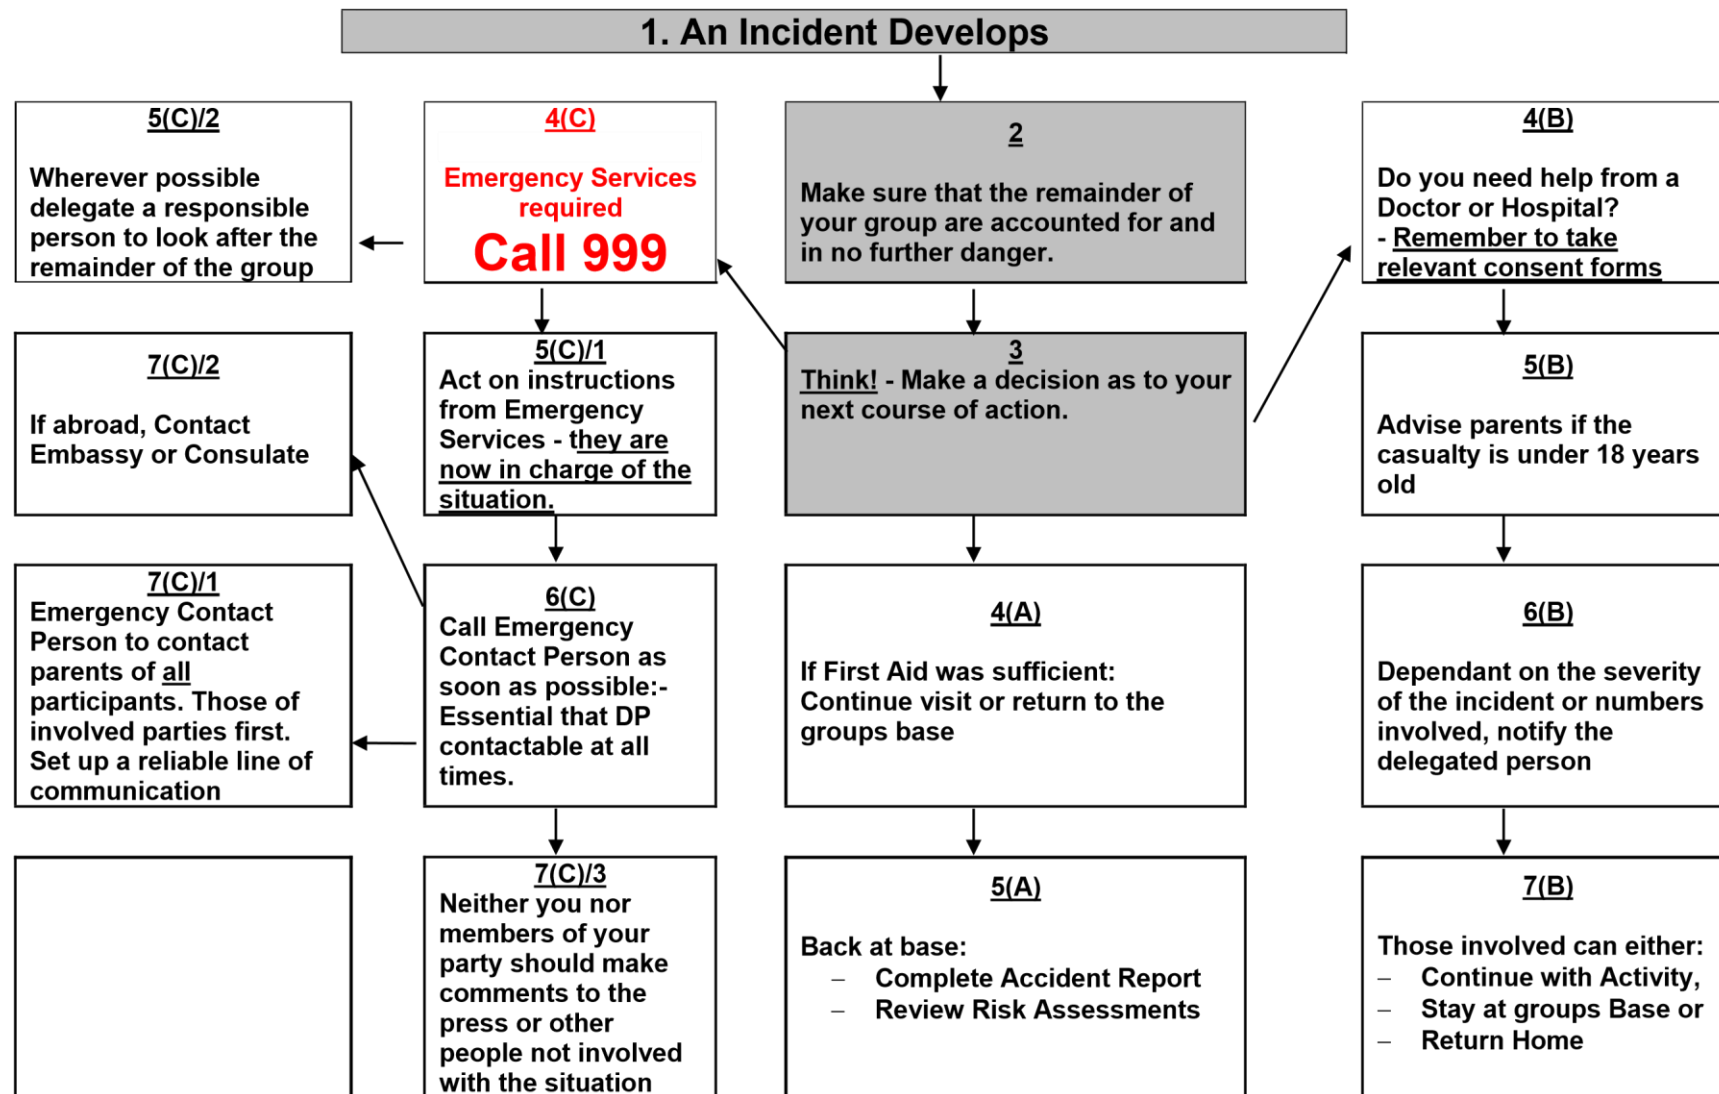 1. An Incident Develops
5(C)/2
Wherever possible
delegate a responsible
person to look after the
remainder of the group
4(C)
Emergency Services
required
Call 999
2
Make sure that the remainder of
your group are accounted for and
in no further danger.
4(B)
Do you need help from a
Doctor or Hospital?
- Remember to take
relevant consent forms
7(C)/2
If abroad, Contact
Embassy or Consulate
5(C)/1
Act on instructions
from Emergency
Services - they are
now in charge of the
situation.
3
Think! - Make a decision as to your
next course of action.
5(B)
Advise parents if the
casualty is under 18 years
old
7(C)/1
Emergency Contact
Person to contact
parents of all
participants. Those of
involved parties first.
Set up a reliable line of
communication
6(C)
Call Emergency
Contact Person as
soon as possible:-
Essential that DP
contactable at all
times.
4(A)
If First Aid was sufficient:
Continue visit or return to the
groups base
6(B)
Dependant on the severity
of the incident or numbers
involved, notify the
delegated person
7(C)/3
Neither you nor
members of your
party should make
comments to the
press or other
people not involved
with the situation
5(A)
Back at base:
– Complete Accident Report
– Review Risk Assessments
7(B)
Those involved can either:
– Continue with Activity,
– Stay at groups Base or
– Return Home